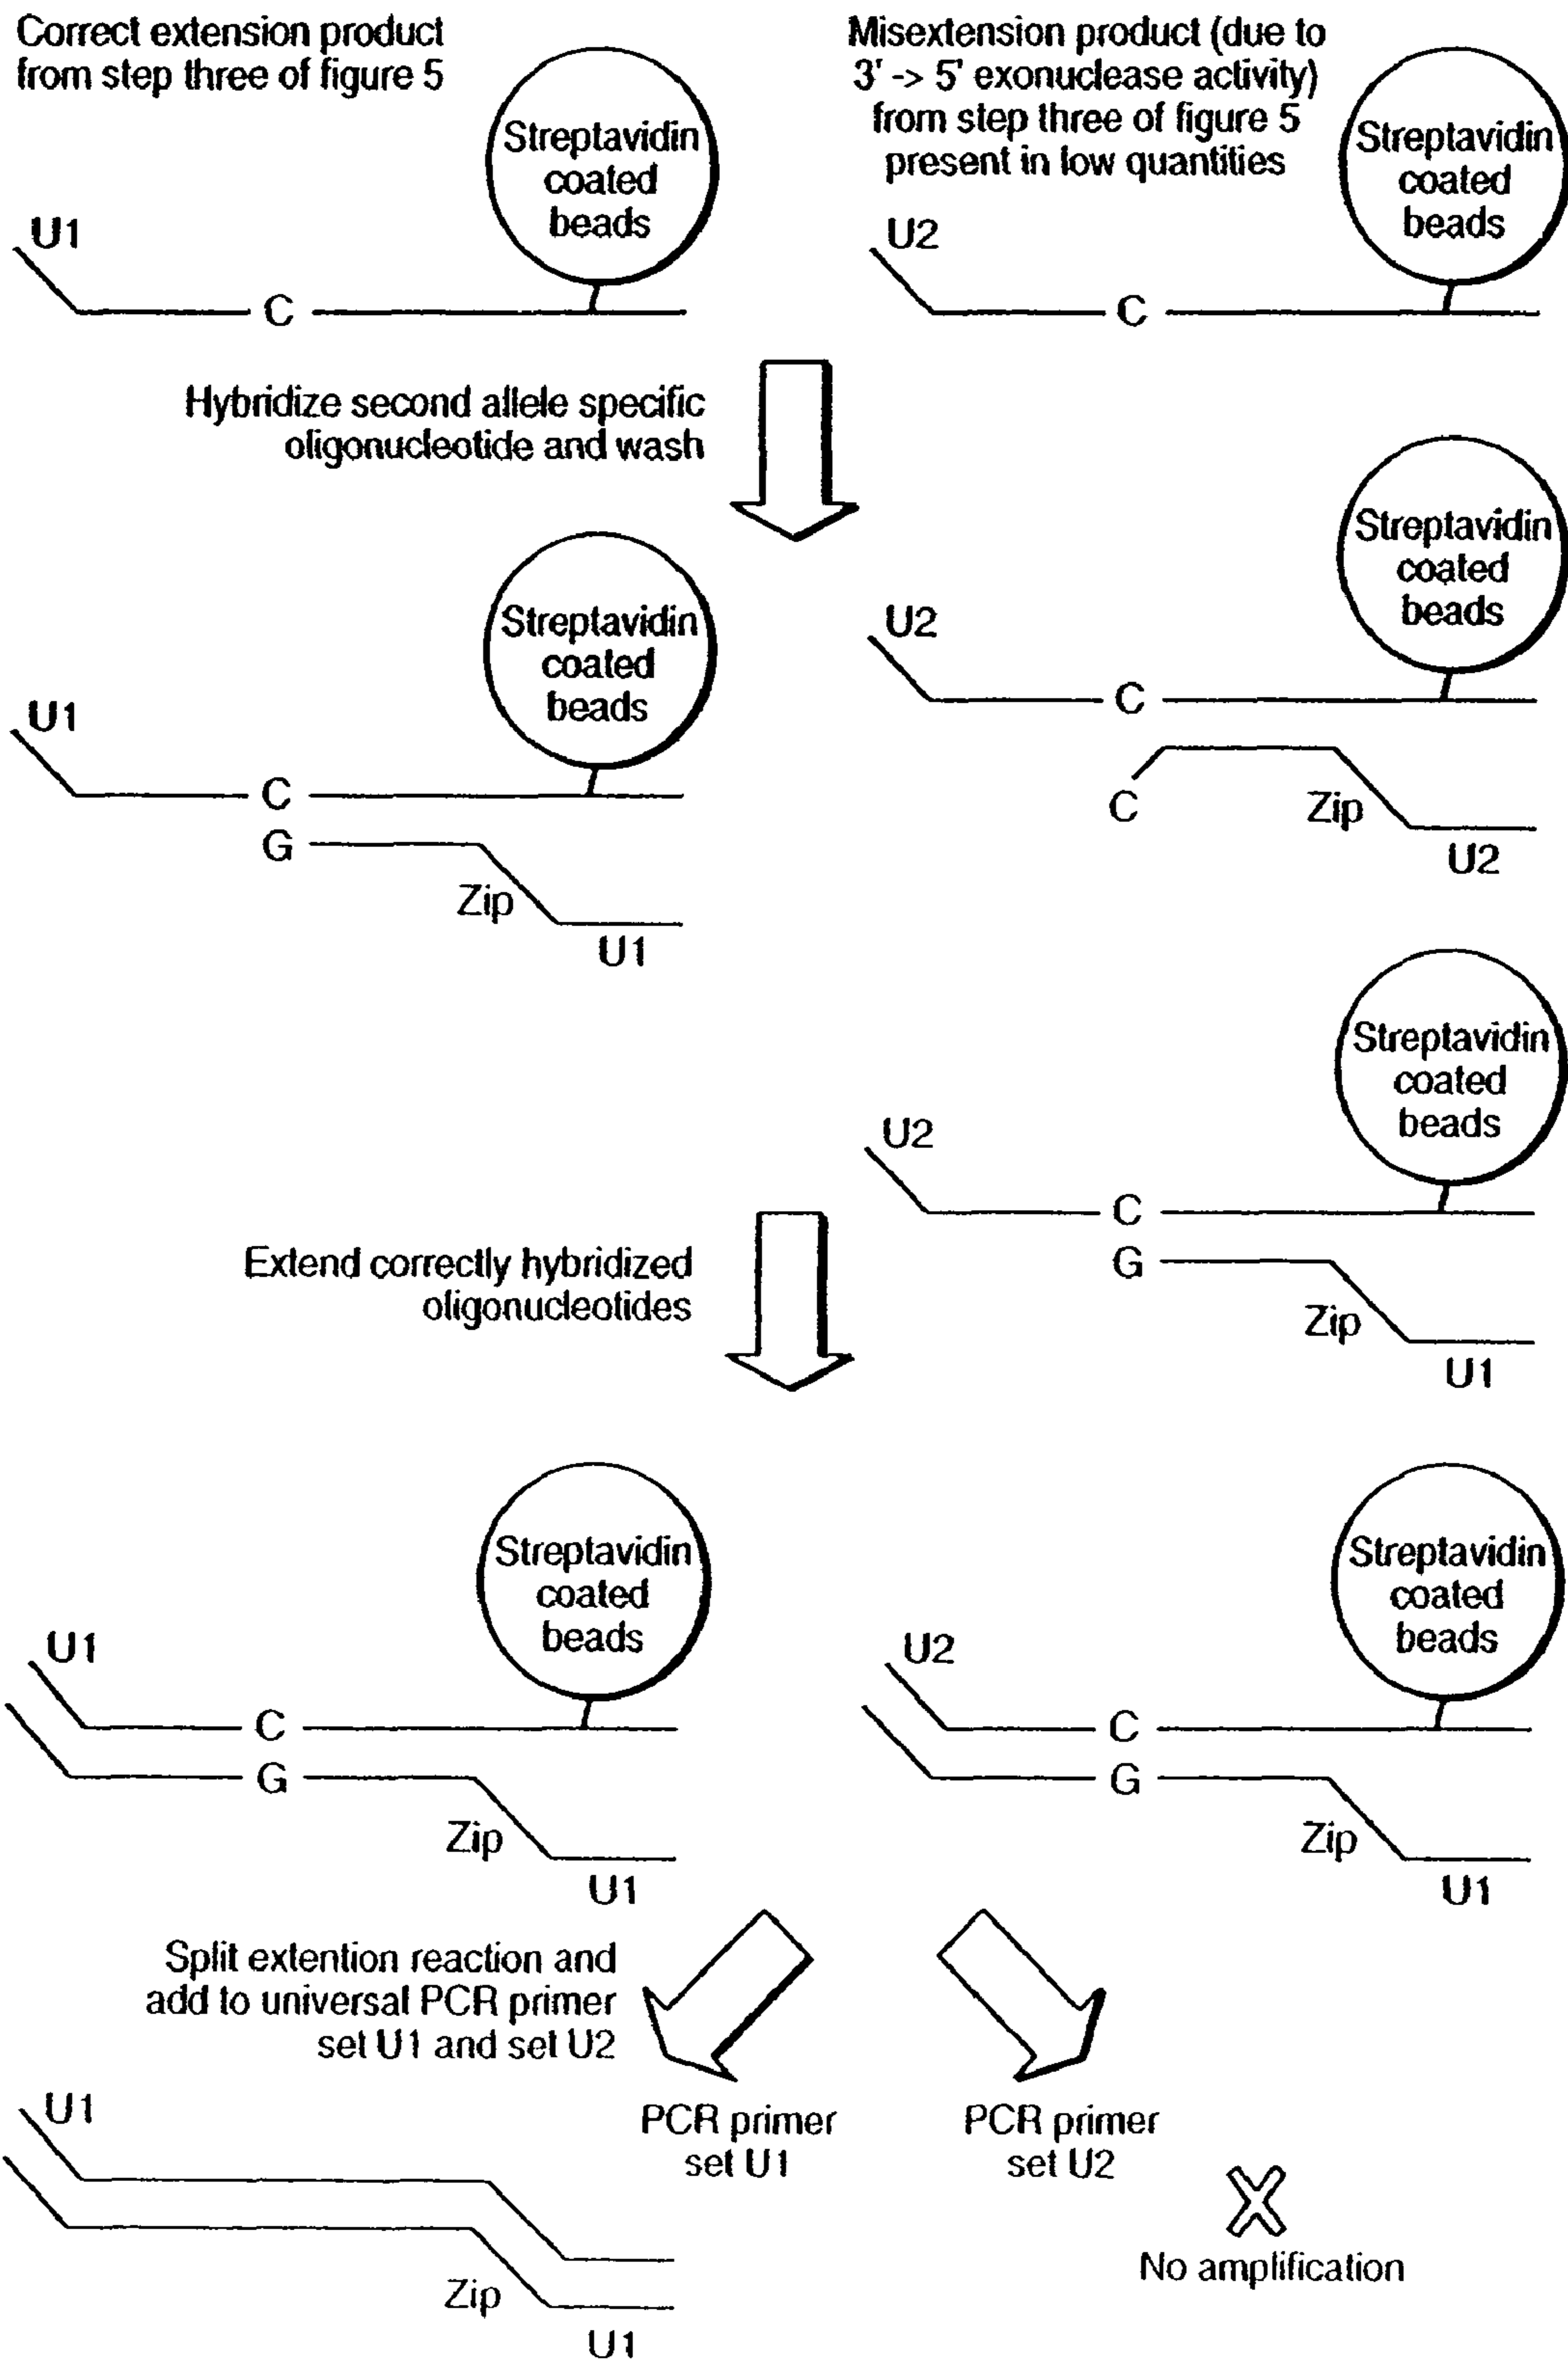 Correct extension product
from step three of figure 5
Streptavidin
coated
beads
U1
C
Misextension product (due to
3' -> 5' exonuclease activity)
from step three of figure 5
present in low quantities
Streptavidin
coated
beads
U2
C
Hybridize second allele specific
oligonucleotide and wash
Streptavidin
coated
beads
U1
C
G
Zip
U1
Streptavidin
coated
beads
U2
C
C
Zip
U2
Streptavidin
coated
beads
U2
C
G
Zip
U1
Extend correctly hybridized
oligonucleotides
Streptavidin
coated
beads
U1
C
G
Zip
U1
Streptavidin
coated
beads
U2
C
G
Zip
U1
Split extention reaction and
add to universal PCR primer
set U1 and set U2
PCR primer
set U1
PCR primer
set U2
U1
Zip
U1
X
No amplification